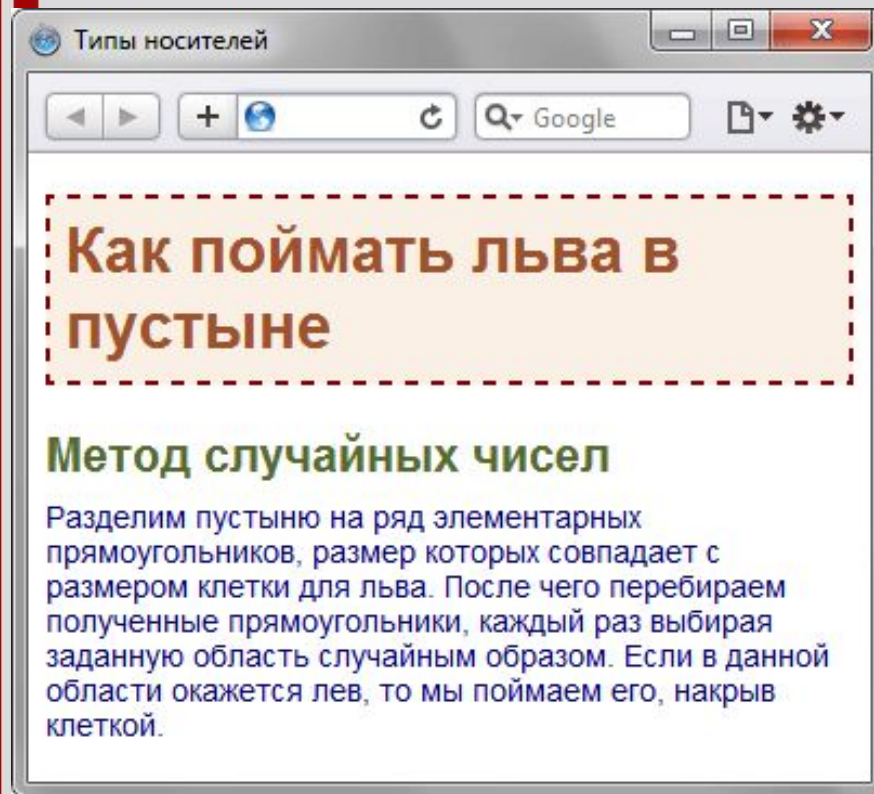 Типы носителей
Google
Как поймать льва в
пустыне
Метод случайных чисел
Разделим пустыню на ряд элементарных
прямоугольников, размер которых совпадает с
размером клетки для льва. После чего перебираем
полученные прямоугольники, каждый раз выбирая
заданную область случайным образом. Если в данной
области окажется лев, то мы поймаем его, накрыв
клеткой.